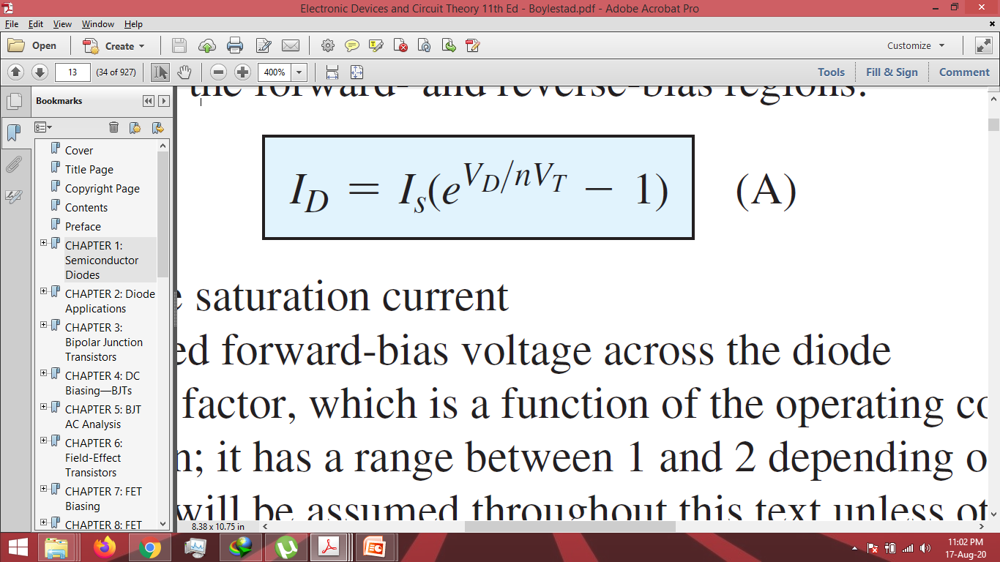 Electronic Devices and Circuit Theory 11th Ed - Boylestad.pdf - Adobe Acrobat Pro
File Edit View Window Help
Open Create Customize
13 (34 of 927) 400% Tools Fill & Sign Comment
Bookmarks
Cover
Title Page
Copyright Page
Contents
Preface
CHAPTER 1:
Semiconductor
Diodes
CHAPTER 2: Diode
Applications
CHAPTER 3:
Bipolar Junction
Transistors
CHAPTER 4: DC
Biasing—BJTs
CHAPTER 5: BJT
AC Analysis
CHAPTER 6:
Field-Effect
Transistors
CHAPTER 7: FET
Biasing
CHAPTER 8: FET
the forward- and reverse-bias regions:
I_D = I_s(e^{V_D/nV_T} − 1) (A)
saturation current
ed forward-bias voltage across the diode
factor, which is a function of the operating co
n; it has a range between 1 and 2 depending o
will be assumed throughout this text unless ot
8.38 x 10.75 in
11:02 PM
17-Aug-20